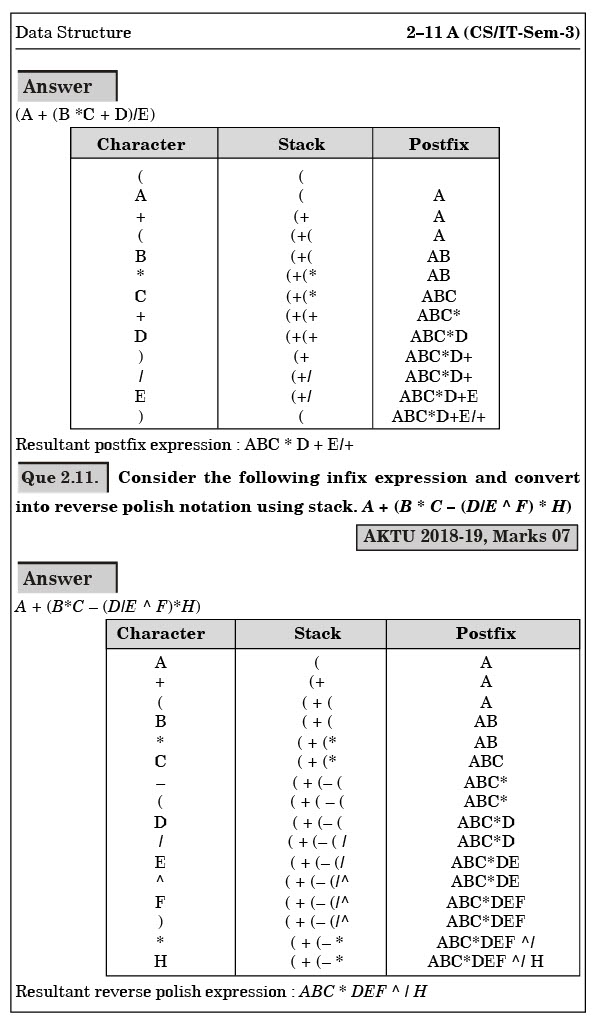 Data Structure 2–11 A (CS/IT-Sem-3)
Answer
(A + (B *C + D)/E)
Character Stack Postfix
( (
A ( A
+ (+ A
( (+( A
B (+( AB
* (+(* AB
C (+(* ABC
+ (+(+ ABC*
D (+(+ ABC*D
) (+ ABC*D+
/ (+/ ABC*D+
E (+/ ABC*D+E
) ( ABC*D+E/+
Resultant postfix expression : ABC * D + E/+
Que 2.11. Consider the following infix expression and convert
into reverse polish notation using stack. A + (B * C – (D/E ^ F) * H)
AKTU 2018-19, Marks 07
Answer
A + (B*C – (D/E ^ F)*H)
Character Stack Postfix
A ( A
+ (+ A
( ( + ( A
B ( + ( AB
* ( + (* AB
C ( + (* ABC
– ( + (– ( ABC*
( ( + ( – ( ABC*
D ( + (– ( ABC*D
/ ( + (– ( / ABC*D
E ( + (– (/ ABC*DE
^ ( + (– (/^ ABC*DE
F ( + (– (/^ ABC*DEF
) ( + (– (/^ ABC*DEF
* ( + (– * ABC*DEF ^/
H ( + (– * ABC*DEF ^/ H
Resultant reverse polish expression : ABC * DEF ^ / H